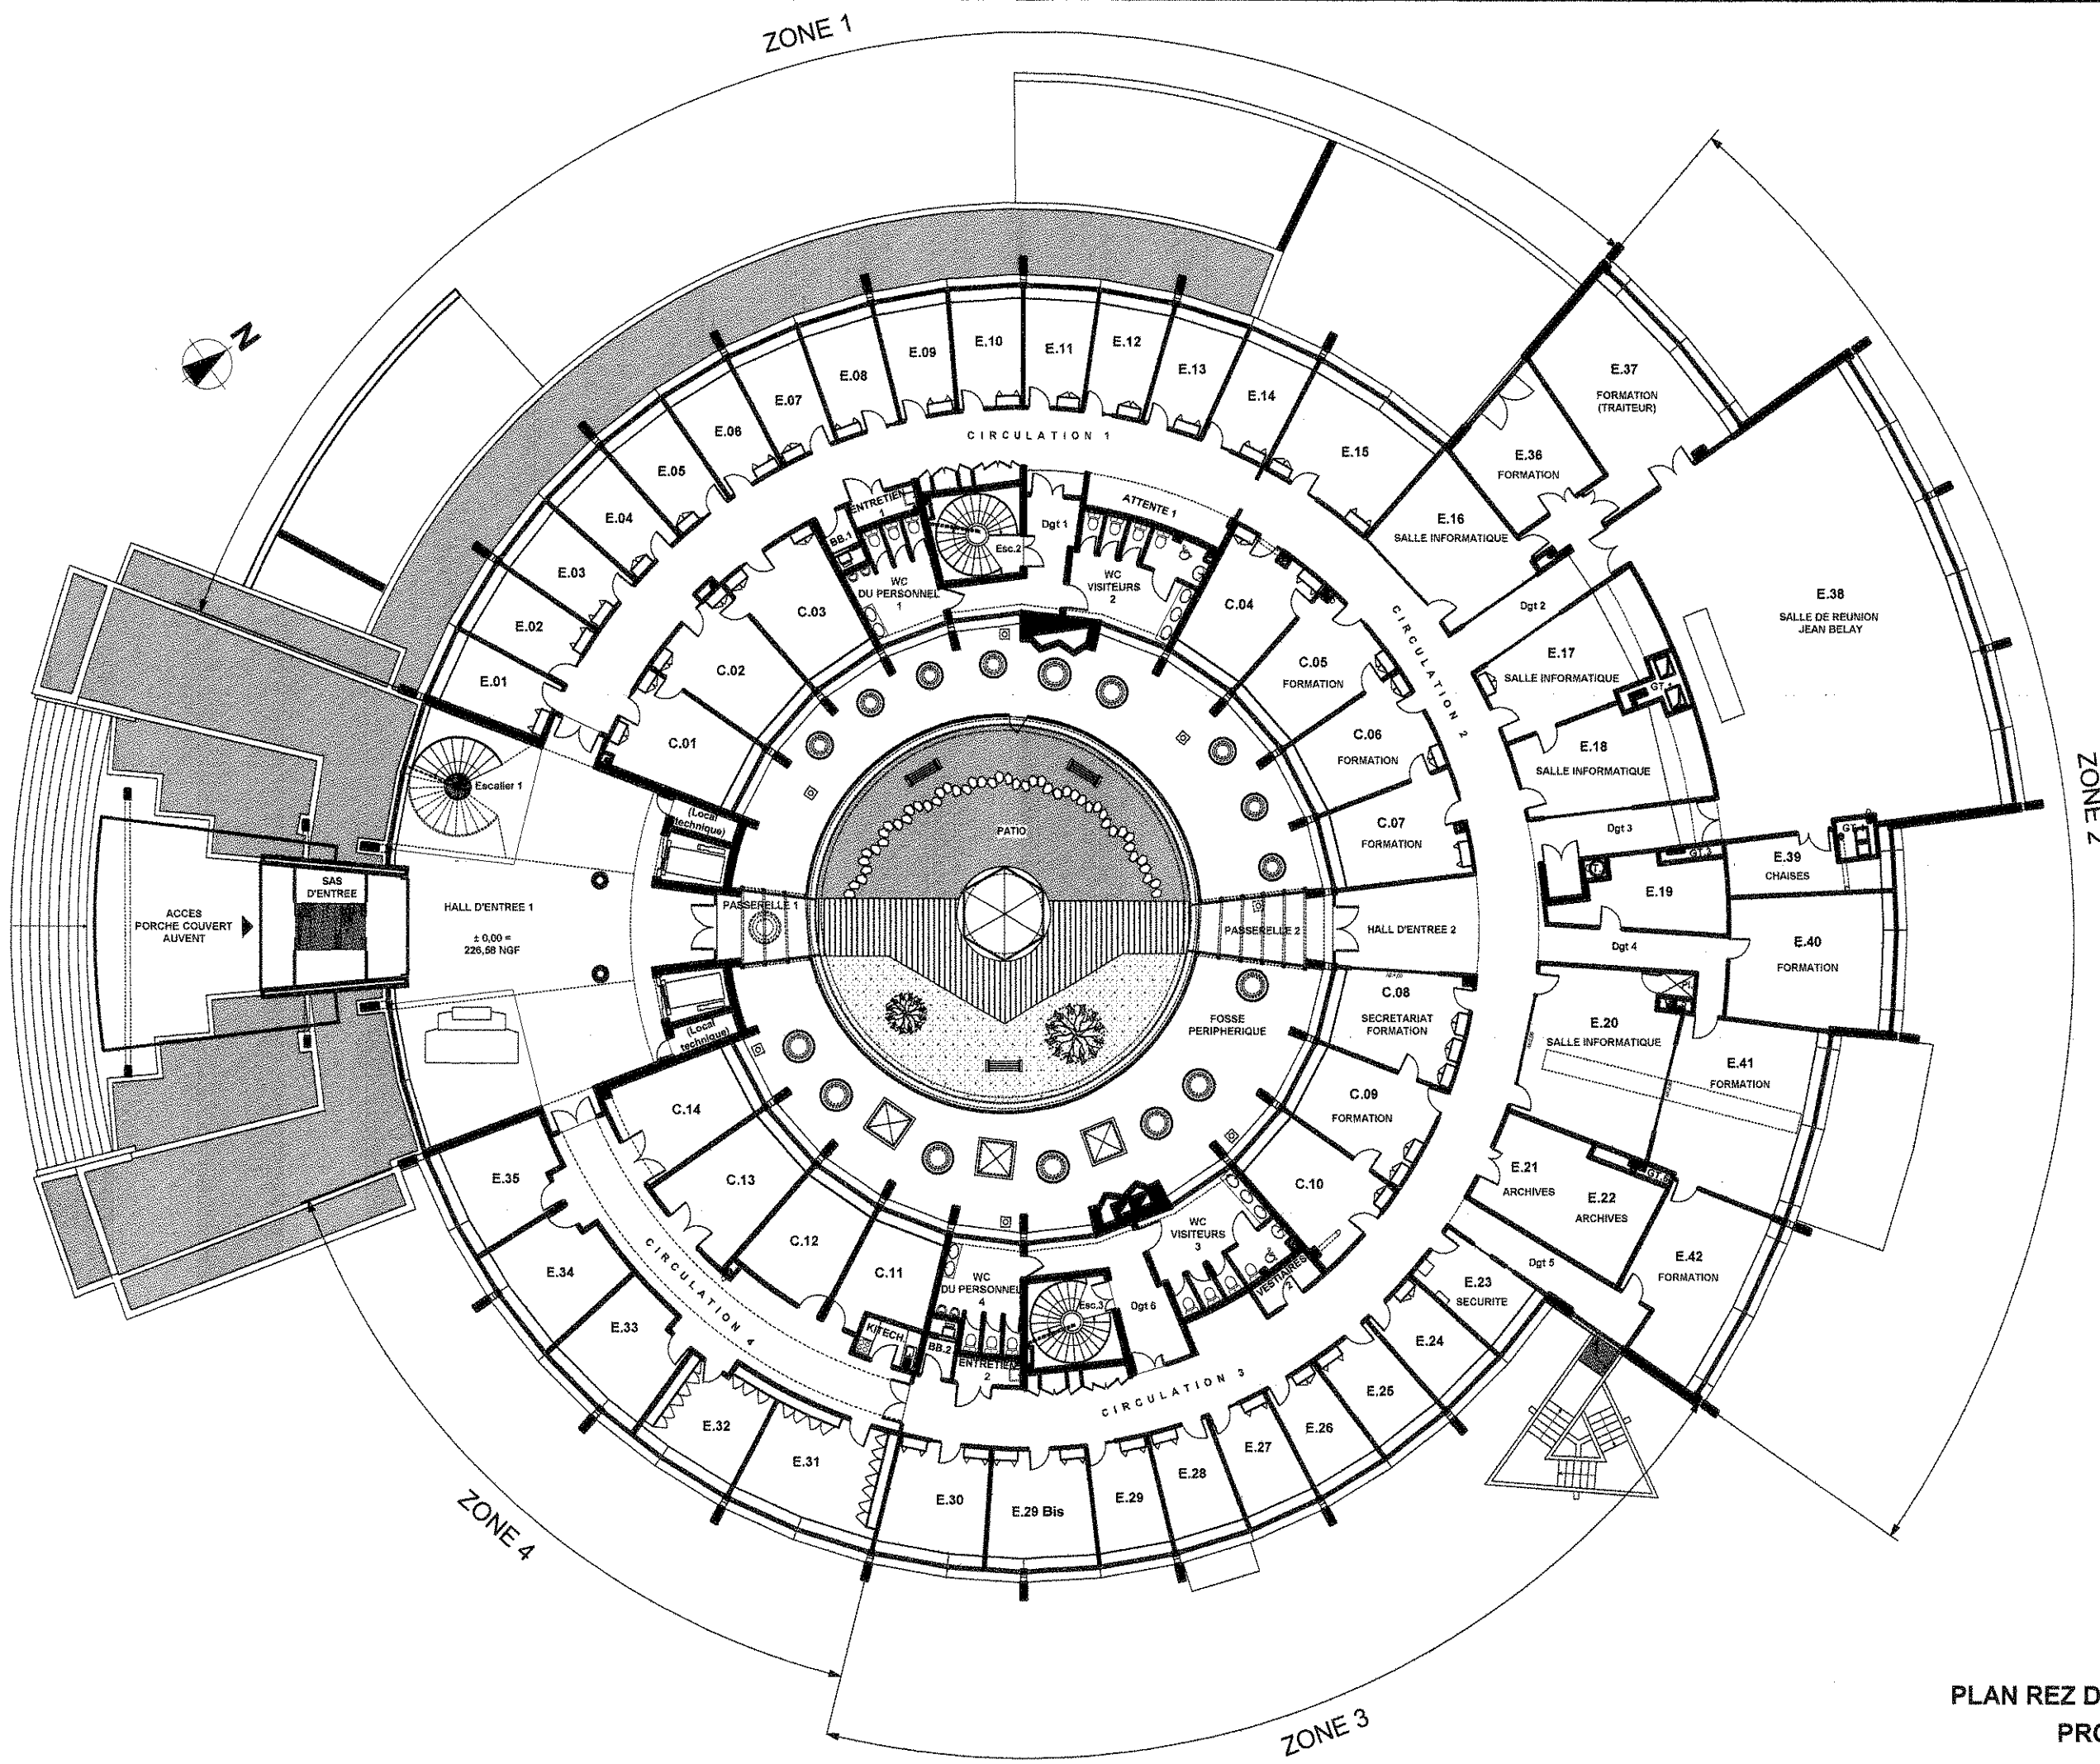 ZONE 1
N
E.10
E.11
E.12
E.09
E.13
E.08
E.14
E.07
E.06
E.05
E.04
E.03
E.02
E.01
CIRCULATION 1
E.15
E.37
FORMATION
(TRAITEUR)
E.36
FORMATION
E.16
SALLE INFORMATIQUE
ENTRETIEN
1
BB.1
WC
DU PERSONNEL
1
Esc.2
Dgt 1
ATTENTE 1
WC
VISITEURS
2
C.03
C.02
C.01
C.04
C.05
FORMATION
C.06
FORMATION
C.07
FORMATION
CIRCULATION 2
Dgt 2
E.17
SALLE INFORMATIQUE
GT.1
E.18
SALLE INFORMATIQUE
E.38
SALLE DE REUNION
JEAN BELAY
ZONE 2
Dgt 3
E.39
CHAISES
E.19
Dgt 4
E.40
FORMATION
Escalier 1
(Local
technique)
PATIO
SAS
D'ENTREE
ACCES
PORCHE COUVERT
AUVENT
HALL D'ENTREE 1
± 0,00 =
226,58 NGF
PASSERELLE 1
PASSERELLE 2
HALL D'ENTREE 2
FOSSE
PERIPHERIQUE
C.08
SECRETARIAT
FORMATION
PL
E.20
SALLE INFORMATIQUE
E.41
FORMATION
(Local
technique)
C.14
C.13
C.12
C.11
C.09
FORMATION
C.10
E.21
ARCHIVES
E.22
ARCHIVES
E.42
FORMATION
Dgt 5
E.23
SECURITE
E.35
E.34
E.33
E.32
E.31
CIRCULATION 4
KITECH.
BB.2
WC
DU PERSONNEL
4
ENTRETIEN
2
Esc.3
Dgt 6
WC
VISITEURS
3
VESTIAIRES
2
CIRCULATION 3
E.24
E.25
E.26
E.27
E.28
E.29
E.29 Bis
E.30
ZONE 4
ZONE 3
PLAN REZ D
PRO